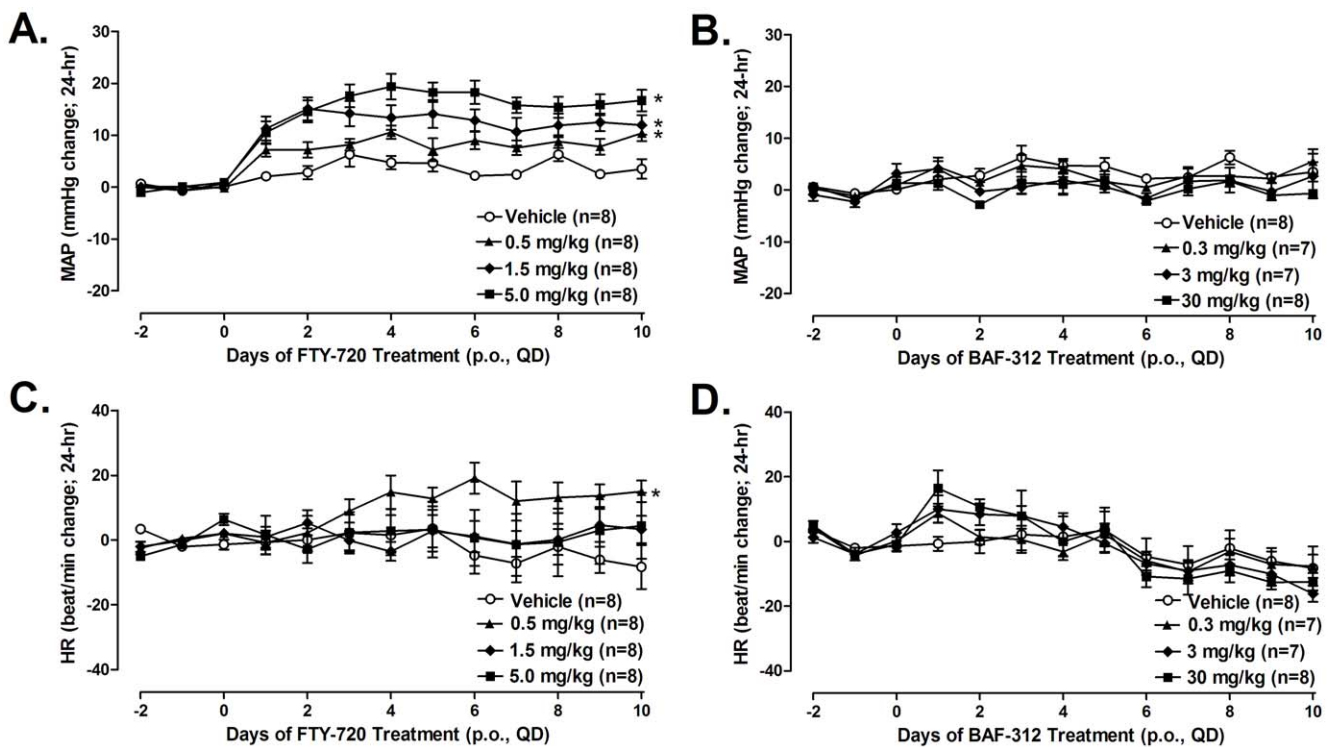 A.
MAP (mmHg change; 24-hr)
30
20
10
0
-10
-20
*
*
*
Vehicle (n=8)
0.5 mg/kg (n=8)
1.5 mg/kg (n=8)
5.0 mg/kg (n=8)
-2 0 2 4 6 8 10
Days of FTY-720 Treatment (p.o., QD)
B.
MAP (mmHg change; 24-hr)
30
20
10
0
-10
-20
Vehicle (n=8)
0.3 mg/kg (n=7)
3 mg/kg (n=7)
30 mg/kg (n=8)
-2 0 2 4 6 8 10
Days of BAF-312 Treatment (p.o., QD)
C.
HR (beat/min change; 24-hr)
40
20
0
-20
-40
*
Vehicle (n=8)
0.5 mg/kg (n=8)
1.5 mg/kg (n=8)
5.0 mg/kg (n=8)
-2 0 2 4 6 8 10
Days of FTY-720 Treatment (p.o., QD)
D.
HR (beat/min change; 24-hr)
40
20
0
-20
-40
Vehicle (n=8)
0.3 mg/kg (n=7)
3 mg/kg (n=7)
30 mg/kg (n=8)
-2 0 2 4 6 8 10
Days of BAF-312 Treatment (p.o., QD)